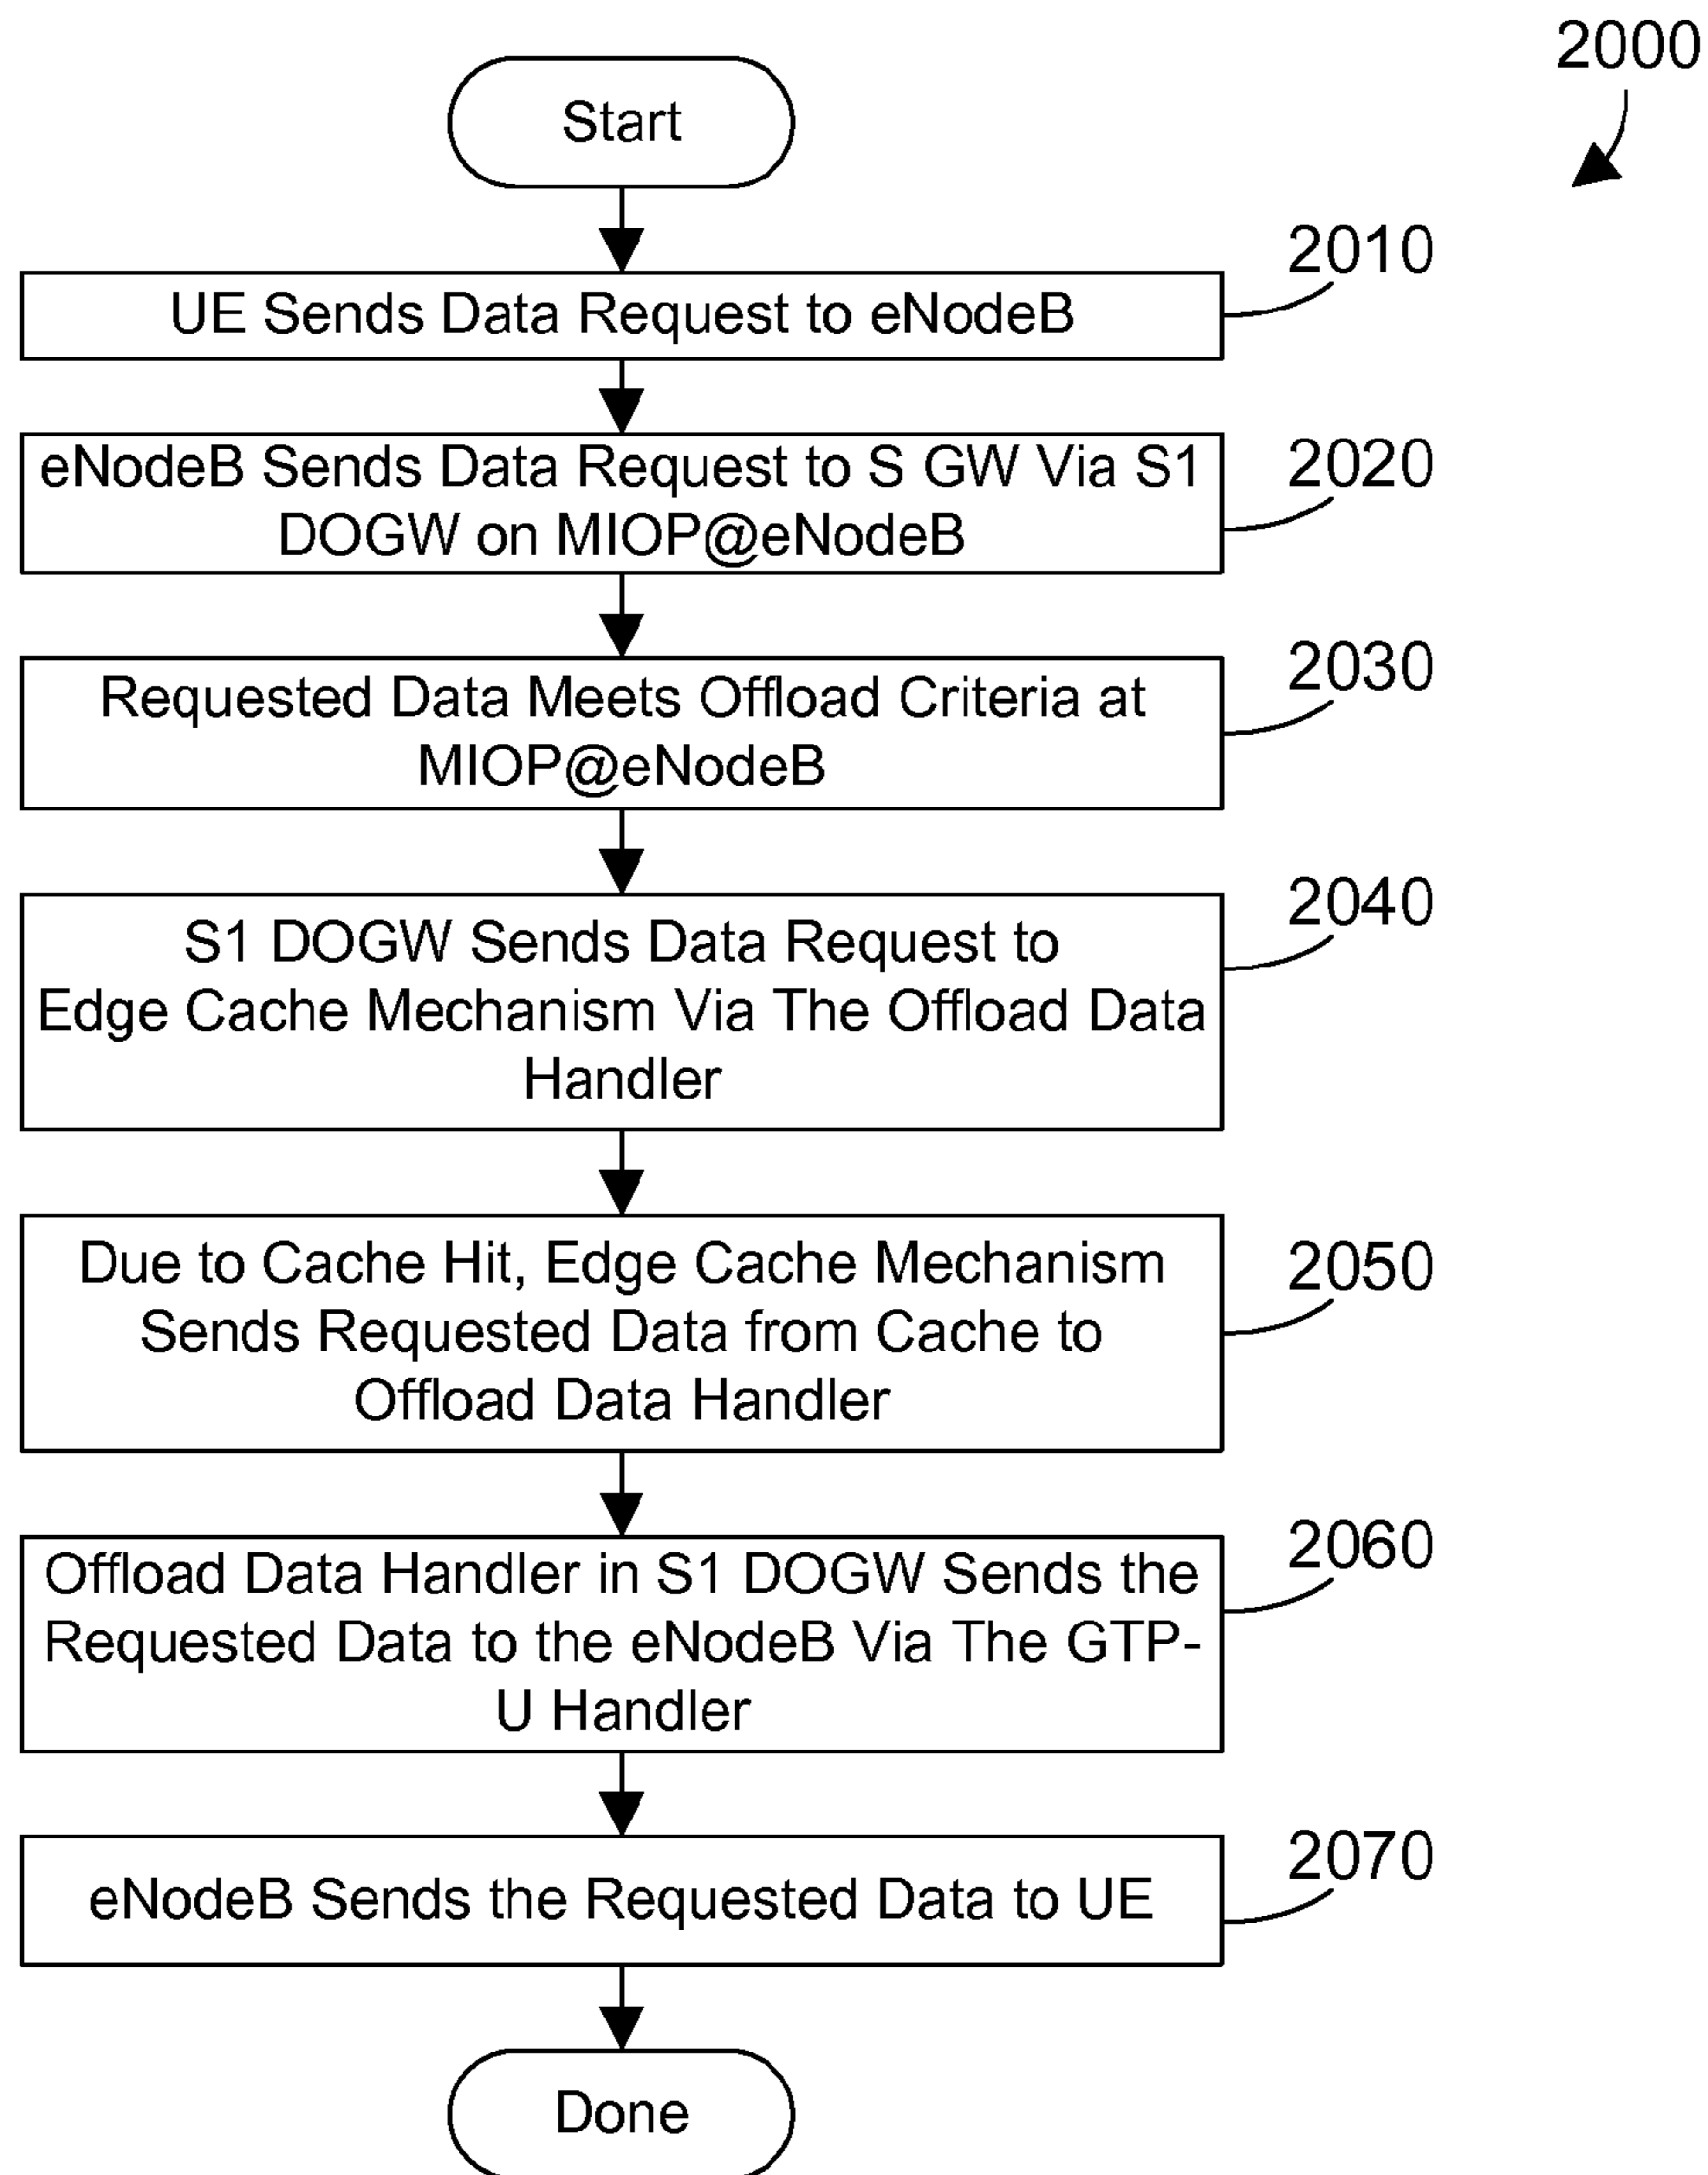 2000
Start
2010
UE Sends Data Request to eNodeB
2020
eNodeB Sends Data Request to S GW Via S1
DOGW on MIOP@eNodeB
2030
Requested Data Meets Offload Criteria at
MIOP@eNodeB
2040
S1 DOGW Sends Data Request to
Edge Cache Mechanism Via The Offload Data
Handler
2050
Due to Cache Hit, Edge Cache Mechanism
Sends Requested Data from Cache to
Offload Data Handler
2060
Offload Data Handler in S1 DOGW Sends the
Requested Data to the eNodeB Via The GTP-
U Handler
2070
eNodeB Sends the Requested Data to UE
Done